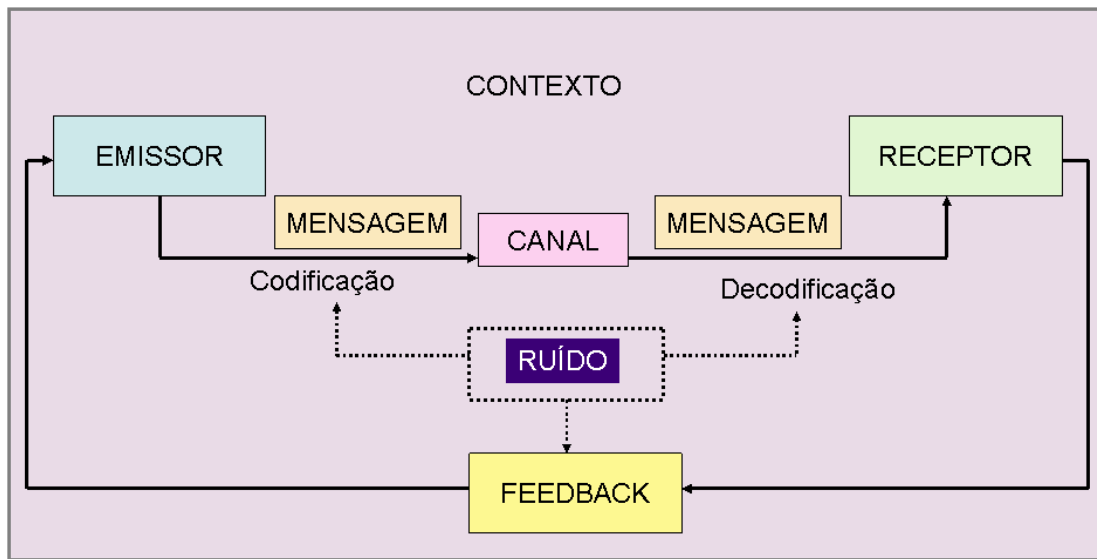 CONTEXTO
EMISSOR
RECEPTOR
MENSAGEM
MENSAGEM
CANAL
Codificação
Decodificação
RUÍDO
FEEDBACK